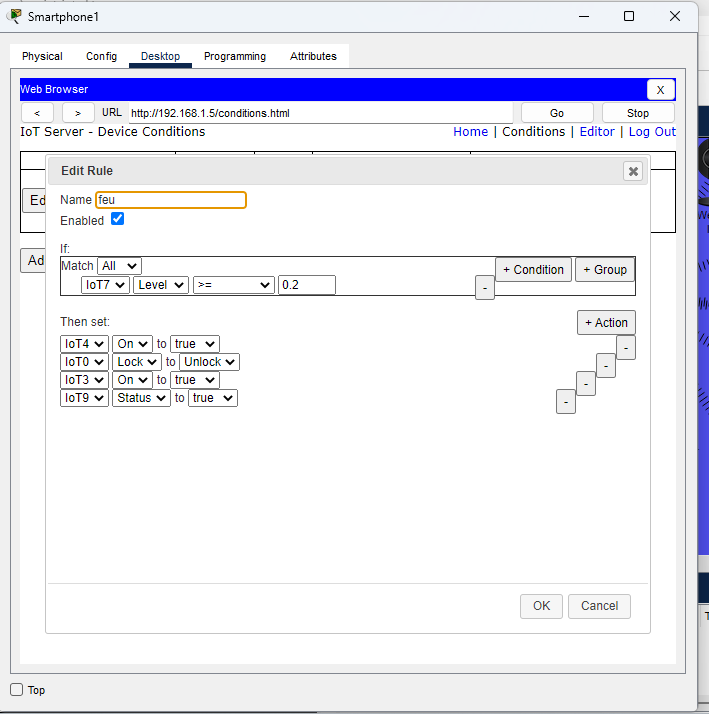 Smartphone1
Physical Config Desktop Programming Attributes
Web Browser X
< > URL http://192.168.1.5/conditions.html Go Stop
IoT Server - Device Conditions Home | Conditions | Editor | Log Out
Edit Rule
Name feu
Enabled
If:
Match All + Condition + Group
IoT7 Level >= 0.2 -
Then set: + Action
IoT4 On to true -
IoT0 Lock to Unlock -
IoT3 On to true -
IoT9 Status to true -
OK Cancel
Top